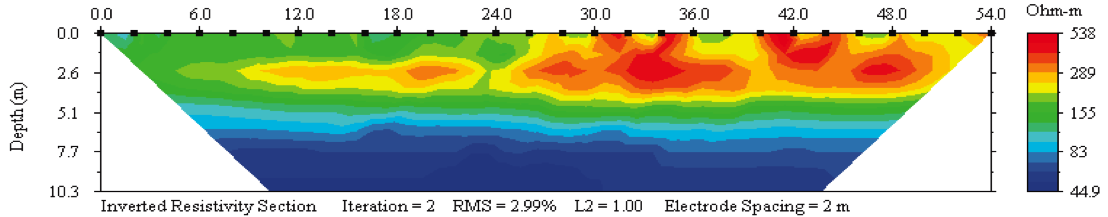 0.0 6.0 12.0 18.0 24.0 30.0 36.0 42.0 48.0 54.0 Ohm-m
0.0 538
2.6 289
5.1 155
7.7 83
10.3 44.9
Depthe(m)
Inverted Resistivity Section Iteration = 2 RMS = 2.99% L2 = 1.00 Electrode Spacing = 2 m